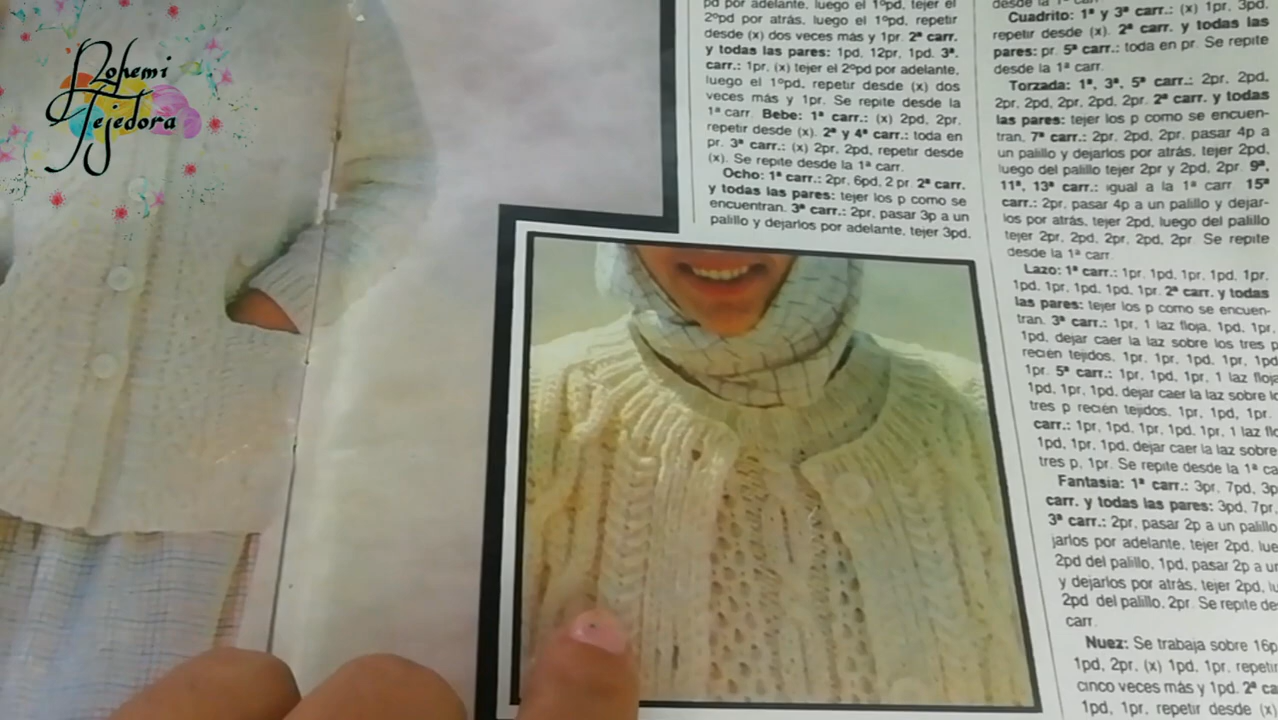 Nohemi
Tejedora
pd por adelante, luego el 1ºpd, tejer el
2ºpd por atrás, luego el 1ºpd, repetir
desde (x) dos veces más y 1pr. 2ª carr.
y todas las pares: 1pd, 12pr, 1pd. 3ª.
carr.: 1pr, (x) tejer el 2ºpd por adelante,
luego el 1ºpd, repetir desde (x) dos
veces más y 1pr. Se repite desde la
1ª carr. Bebe: 1ª carr.: (x) 2pd, 2pr,
repetir desde (x). 2ª y 4ª carr.: toda en
pr. 3ª carr.: (x) 2pr, 2pd, repetir desde
(x). Se repite desde la 1ª carr.
Ocho: 1ª carr.: 2pr, 6pd, 2 pr. 2ª carr.
y todas las pares: tejer los p como se
encuentran. 3ª carr.: 2pr, pasar 3p a un
palillo y dejarlos por adelante, tejer 3pd,
desde la 1ª carr
Cuadrito: 1ª y 3ª carr.: (x) 1pr, 3pd,
repetir desde (x). 2ª carr. y todas las
pares: pr. 5ª carr.: toda en pr. Se repite
desde la 1ª carr.
Torzada: 1ª, 3ª, 5ª carr.: 2pr, 2pd,
2pr, 2pd, 2pr, 2pd, 2pr. 2ª carr. y todas
las pares: tejer los p como se encuen-
tran. 7ª carr.: 2pr, 2pd, 2pr, pasar 4p a
un palillo y dejarlos por atrás, tejer 2pd,
luego del palillo tejer 2pr y 2pd, 2pr. 9ª,
11ª, 13ª carr.: igual a la 1ª carr. 15ª
carr.: 2pr, pasar 4p a un palillo y dejar-
los por atrás, tejer 2pd, luego del palillo
tejer 2pr, 2pd, 2pr, 2pd, 2pr. Se repite
desde la 1ª carr.
Lazo: 1ª carr.: 1pr, 1pd, 1pr, 1pd, 1pr,
1pd, 1pr, 1pd, 1pd, 1pr. 2ª carr. y todas
las pares: tejer los p como se encuen-
tran. 3ª carr.: 1pr, 1 laz floja, 1pd, 1pr,
1pd, dejar caer la laz sobre los tres p
recién tejidos, 1pr, 1pd, 1pr, 1pd, 1pr,
1pr. 5ª carr.: 1pr, 1pd, 1pr, 1 laz floja
1pd, 1pr, 1pd, dejar caer la laz sobre lo
tres p recién tejidos, 1pr, 1pd, 1pr.
carr.: 1pr, 1pd, 1pr, 1pd, 1pr, 1 laz flo
1pd, 1pr, 1pd, dejar caer la laz sobre
tres p, 1pr. Se repite desde la 1ª ca
Fantasía: 1ª carr.: 3pr, 7pd, 3p
carr. y todas las pares: 3pd, 7pr
3ª carr.: 2pr, pasar 2p a un palillo
jarlos por adelante, tejer 2pd, lue
2pd del palillo, 1pd, pasar 2p a un
y dejarlos por atrás, tejer 2pd, lu
2pd del palillo, 2pr. Se repite de
carr.
Nuez: Se trabaja sobre 16p
1pd, 2pr, (x) 1pd, 1pr, repetir
cinco veces más y 1pd. 2ª ca
1pd, 1pr, repetir desde (x)